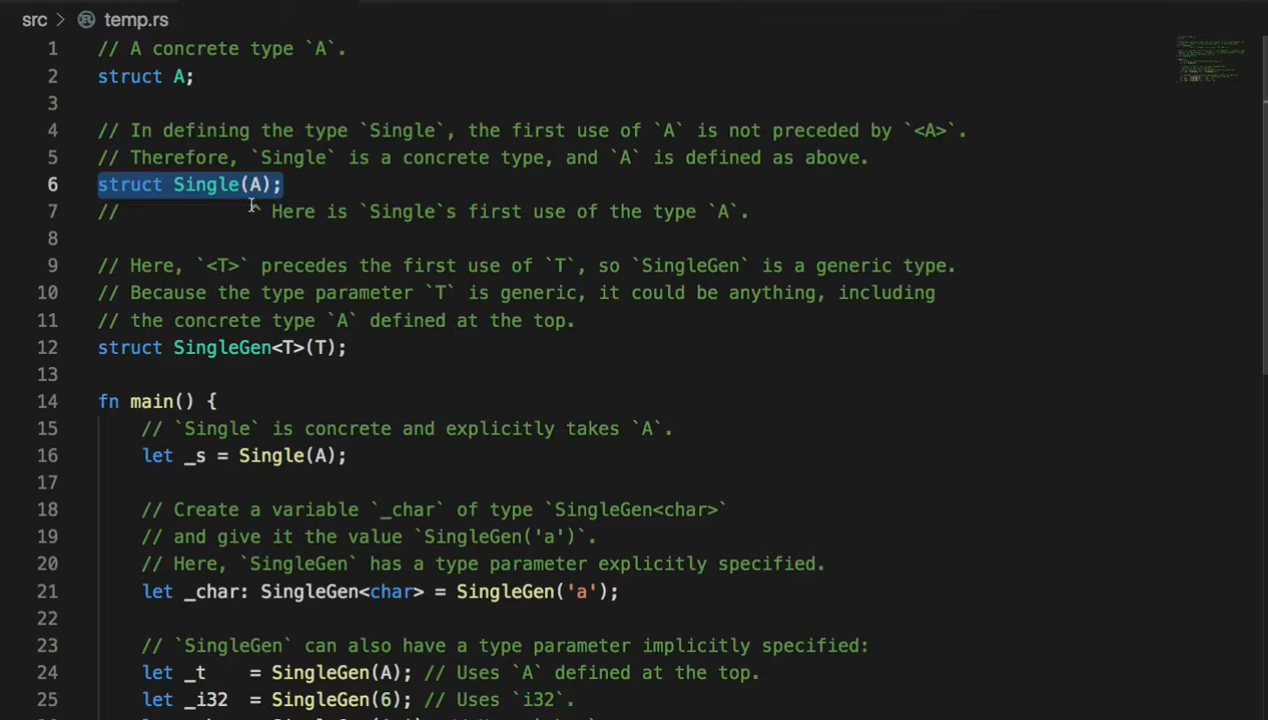 src > temp.rs
1 // A concrete type `A`.
2 struct A;
3
4 // In defining the type `Single`, the first use of `A` is not preceded by `<A>`.
5 // Therefore, `Single` is a concrete type, and `A` is defined as above.
6 struct Single(A);
7 //            ^ Here is `Single`s first use of the type `A`.
8
9 // Here, `<T>` precedes the first use of `T`, so `SingleGen` is a generic type.
10 // Because the type parameter `T` is generic, it could be anything, including
11 // the concrete type `A` defined at the top.
12 struct SingleGen<T>(T);
13
14 fn main() {
15     // `Single` is concrete and explicitly takes `A`.
16     let _s = Single(A);
17
18     // Create a variable `_char` of type `SingleGen<char>`
19     // and give it the value `SingleGen('a')`.
20     // Here, `SingleGen` has a type parameter explicitly specified.
21     let _char: SingleGen<char> = SingleGen('a');
22
23     // `SingleGen` can also have a type parameter implicitly specified:
24     let _t    = SingleGen(A); // Uses `A` defined at the top.
25     let _i32  = SingleGen(6); // Uses `i32`.